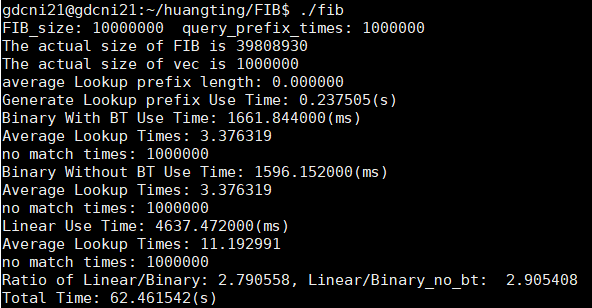 gdcni21@gdcni21:~/huangting/FIB$ ./fib
FIB_size: 10000000  query_prefix_times: 1000000
The actual size of FIB is 39808930
The actual size of vec is 1000000
average Lookup prefix length: 0.000000
Generate Lookup prefix Use Time: 0.237505(s)
Binary With BT Use Time: 1661.844000(ms)
Average Lookup Times: 3.376319
no match times: 1000000
Binary Without BT Use Time: 1596.152000(ms)
Average Lookup Times: 3.376319
no match times: 1000000
Linear Use Time: 4637.472000(ms)
Average Lookup Times: 11.192991
no match times: 1000000
Ratio of Linear/Binary: 2.790558, Linear/Binary_no_bt:  2.905408
Total Time: 62.461542(s)